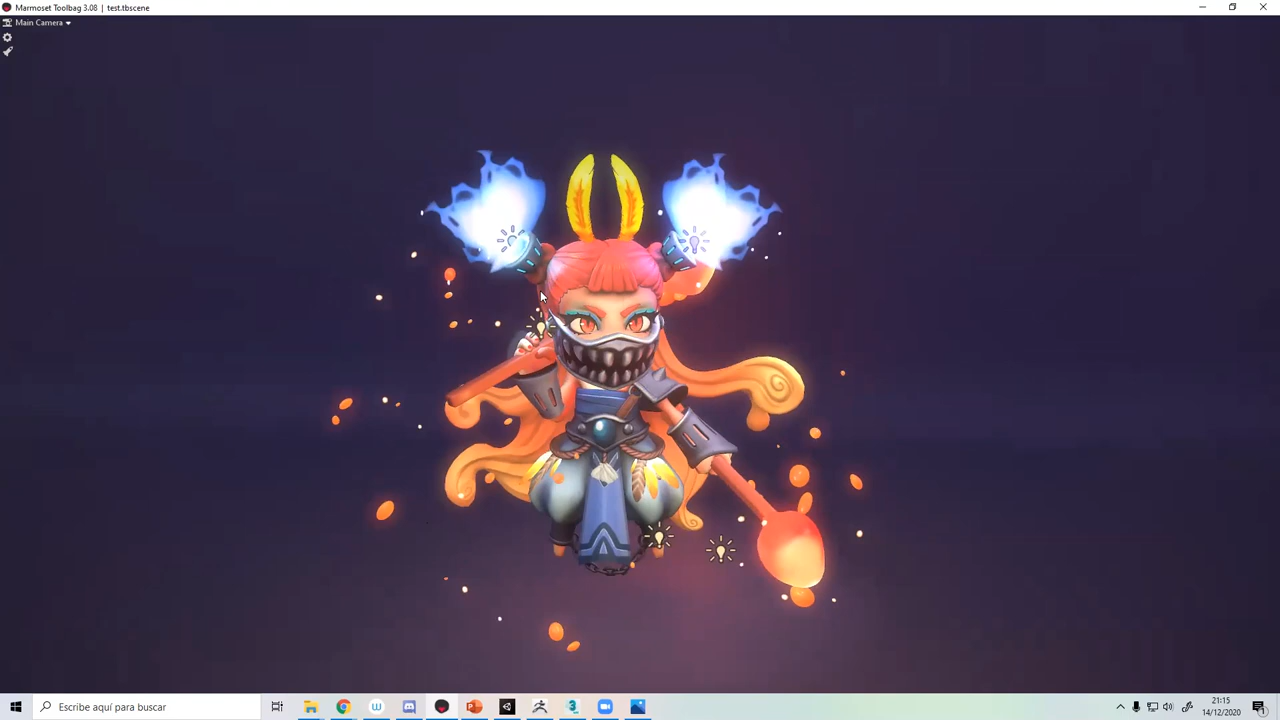 Marmoset Toolbag 3.08 | test.tbscene
Main Camera
Escribe aquí para buscar
21:15
14/12/2020